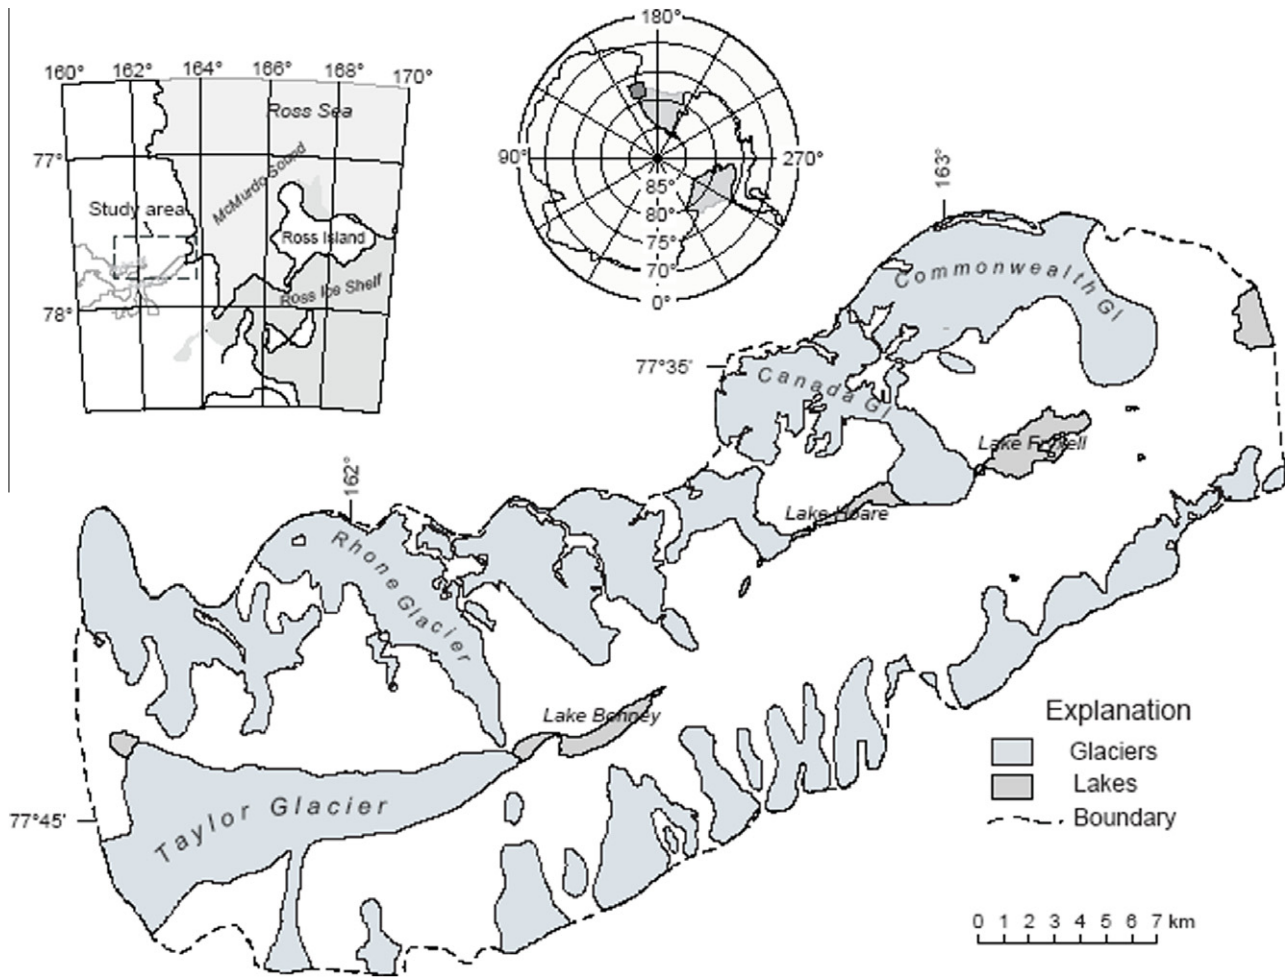 160° 162° 164° 166° 168° 170°
Ross Sea
77°
McMurdo Sound
Study area
Ross Island
Ross Ice Shelf
78°
180°
90°
270°
85°
80°
75°
70°
0°
163°
Commonwealth Gl
77°35'
Canada Gl
Lake Fryxell
Lake Hoare
162°
Rhone Glacier
Lake Bonney
Taylor Glacier
77°45'
Explanation
Glaciers
Lakes
Boundary
0 1 2 3 4 5 6 7 km